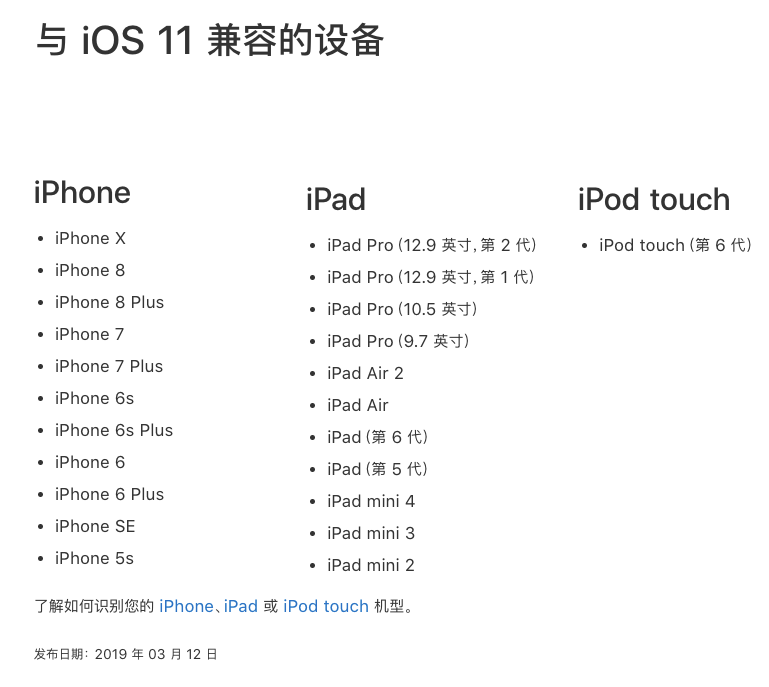 与 iOS 11 兼容的设备
iPhone
• iPhone X
• iPhone 8
• iPhone 8 Plus
• iPhone 7
• iPhone 7 Plus
• iPhone 6s
• iPhone 6s Plus
• iPhone 6
• iPhone 6 Plus
• iPhone SE
• iPhone 5s
iPad
• iPad Pro (12.9 英寸, 第 2 代)
• iPad Pro (12.9 英寸, 第 1 代)
• iPad Pro (10.5 英寸)
• iPad Pro (9.7 英寸)
• iPad Air 2
• iPad Air
• iPad (第 6 代)
• iPad (第 5 代)
• iPad mini 4
• iPad mini 3
• iPad mini 2
iPod touch
• iPod touch (第 6 代)
了解如何识别您的 iPhone、iPad 或 iPod touch 机型。
发布日期：2019 年 03 月 12 日